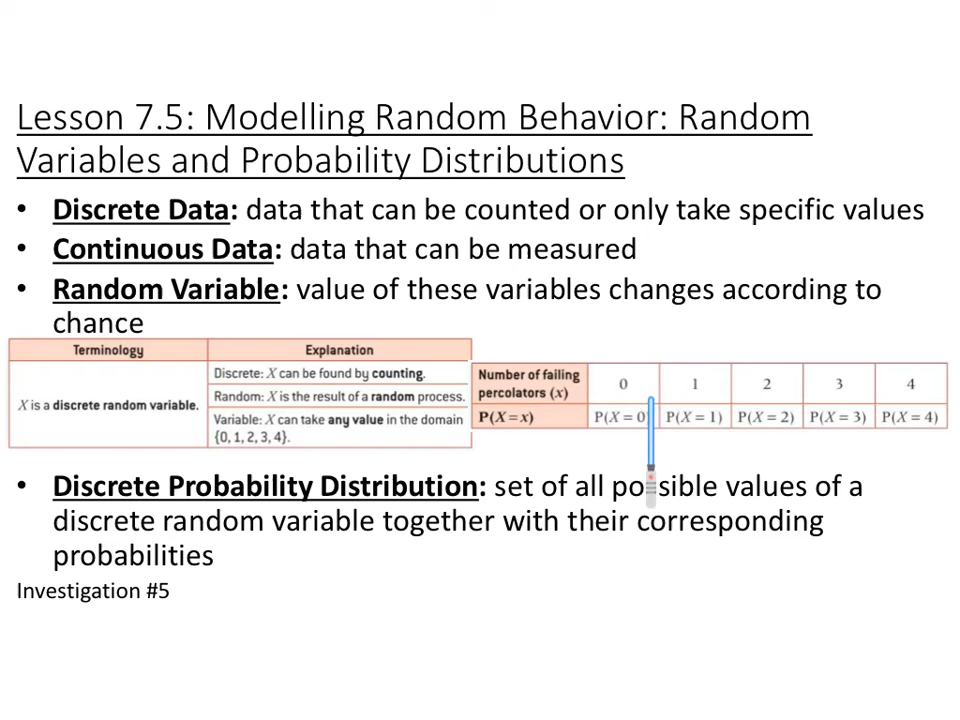 Lesson 7.5: Modelling Random Behavior: Random
Variables and Probability Distributions
• Discrete Data: data that can be counted or only take specific values
• Continuous Data: data that can be measured
• Random Variable: value of these variables changes according to
chance
Terminology Explanation
X is a discrete random variable.
Discrete: X can be found by counting.
Random: X is the result of a random process.
Variable: X can take any value in the domain
{0, 1, 2, 3, 4}.
Number of failing
percolators (x) 0 1 2 3 4
P(X=x) P(X = 0) P(X = 1) P(X = 2) P(X = 3) P(X = 4)
• Discrete Probability Distribution: set of all possible values of a
discrete random variable together with their corresponding
probabilities
Investigation #5